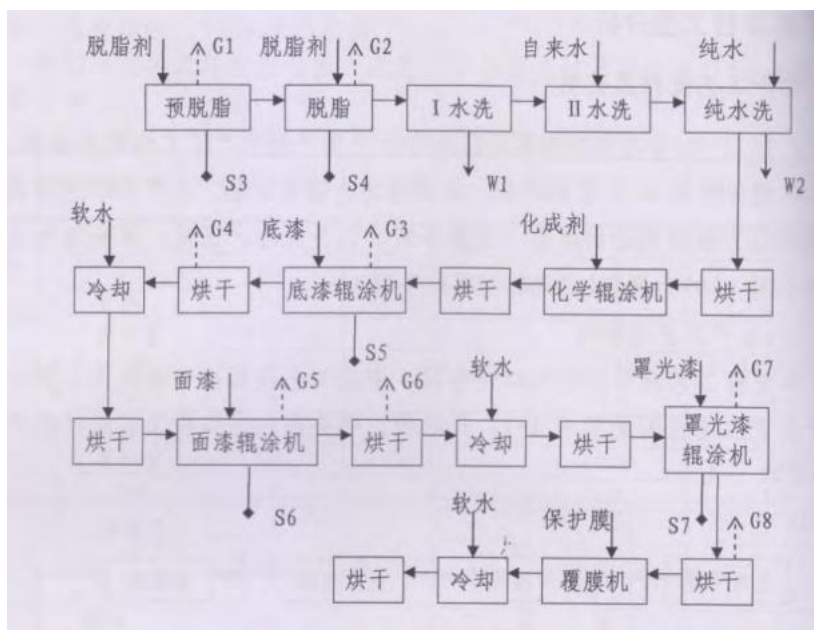 脱脂剂 G1 脱脂剂 G2 自来水 纯水
预脱脂 脱脂 I水洗 II水洗 纯水洗
S3 S4 W1 W2
软水 G4 底漆 G3 化成剂
冷却 烘干 底漆辊涂机 烘干 化学辊涂机 烘干
S5
面漆 G5 G6 软水 罩光漆 G7
烘干 面漆辊涂机 烘干 冷却 烘干 罩光漆
辊涂机
S6 软水 保护膜 S7 G8
烘干 冷却 覆膜机 烘干